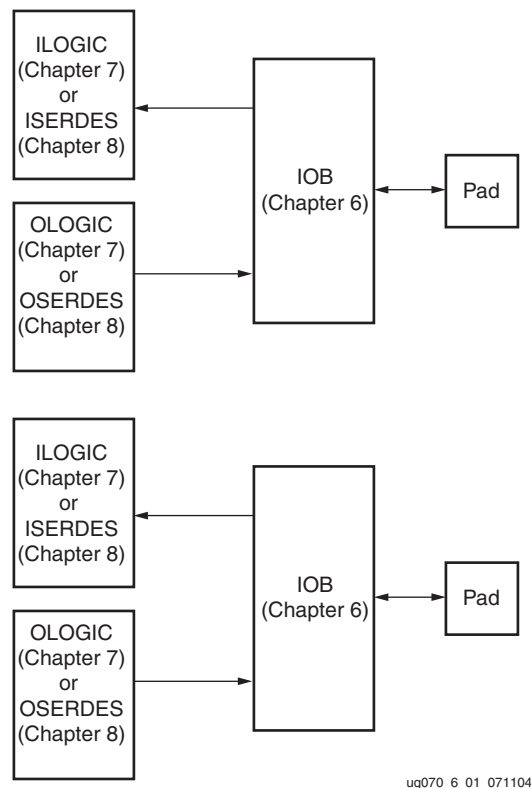 ILOGIC
(Chapter 7)
or
ISERDES
(Chapter 8)
OLOGIC
(Chapter 7)
or
OSERDES
(Chapter 8)
IOB
(Chapter 6)
Pad
ILOGIC
(Chapter 7)
or
ISERDES
(Chapter 8)
OLOGIC
(Chapter 7)
or
OSERDES
(Chapter 8)
IOB
(Chapter 6)
Pad
ug070_6_01_071104